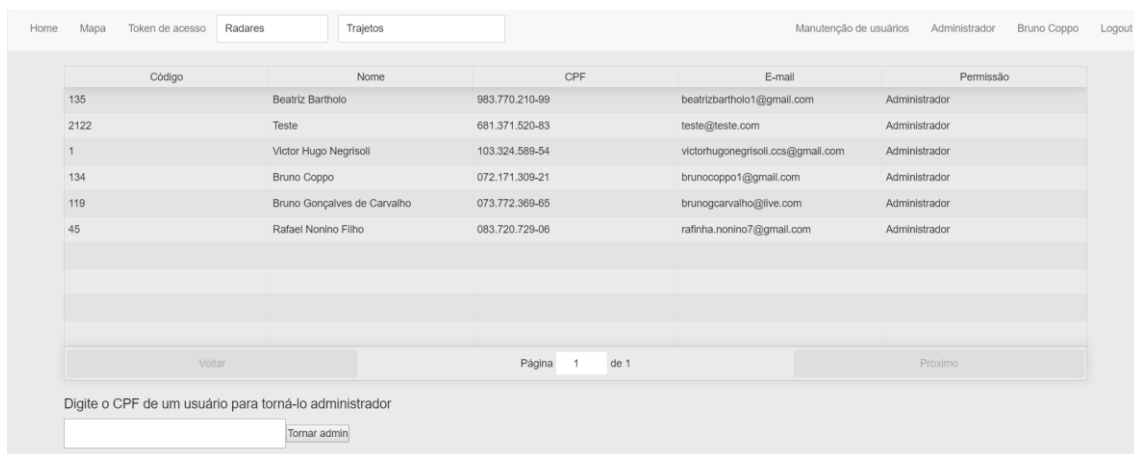 Home Mapa Token de acesso Radares Trajetos Manutenção de usuários Administrador Bruno Coppo Logout
Código Nome CPF E-mail Permissão
135 Beatriz Bartholo 983.770.210-99 beatrizbartholo1@gmail.com Administrador
2122 Teste 681.371.520-83 teste@teste.com Administrador
1 Victor Hugo Negrisoli 103.324.589-54 victorhugonegrisoli.ccs@gmail.com Administrador
134 Bruno Coppo 072.171.309-21 brunocoppo1@gmail.com Administrador
119 Bruno Gonçalves de Carvalho 073.772.369-65 brunogcarvalho@live.com Administrador
45 Rafael Nonino Filho 083.720.729-06 rafinha.nonino7@gmail.com Administrador
Voltar Página 1 de 1 Próximo
Digite o CPF de um usuário para torná-lo administrador
Tornar admin